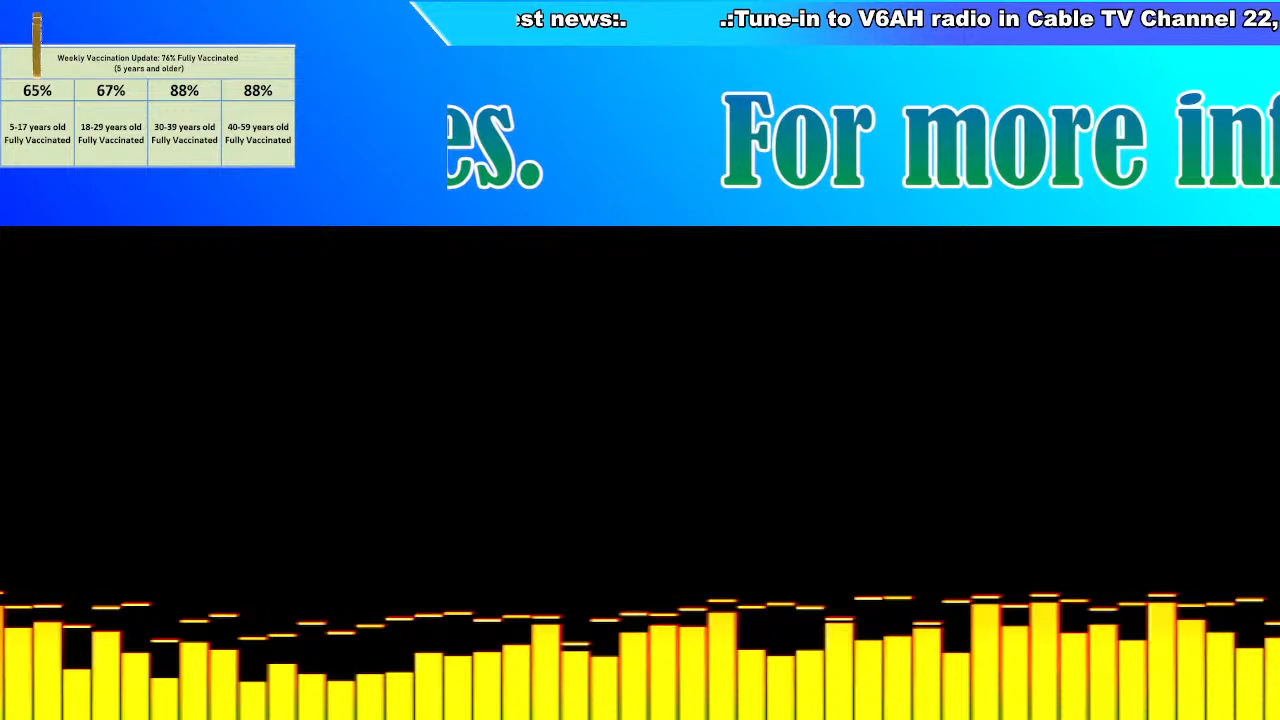 est news:.
.:Tune-in to V6AH radio in Cable TV Channel 22,
Weekly Vaccination Update: 76% Fully Vaccinated
(5 years and older)
65% 67% 88% 88%
5-17 years old 18-29 years old 30-39 years old 40-59 years old
Fully Vaccinated Fully Vaccinated Fully Vaccinated Fully Vaccinated
es. For more inf